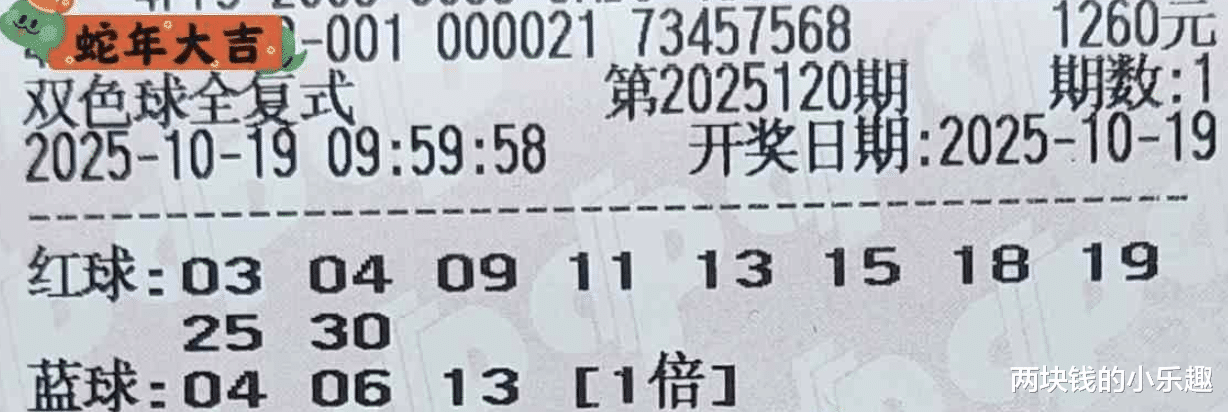 蛇年大吉
-001 000021 73457568 1260元
双色球全复式 第2025120期 期数:1
2025-10-19 09:59:58 开奖日期:2025-10-19
红球:03 04 09 11 13 15 18 19
25 30
蓝球:04 06 13 [1倍]
两块钱的小乐趣